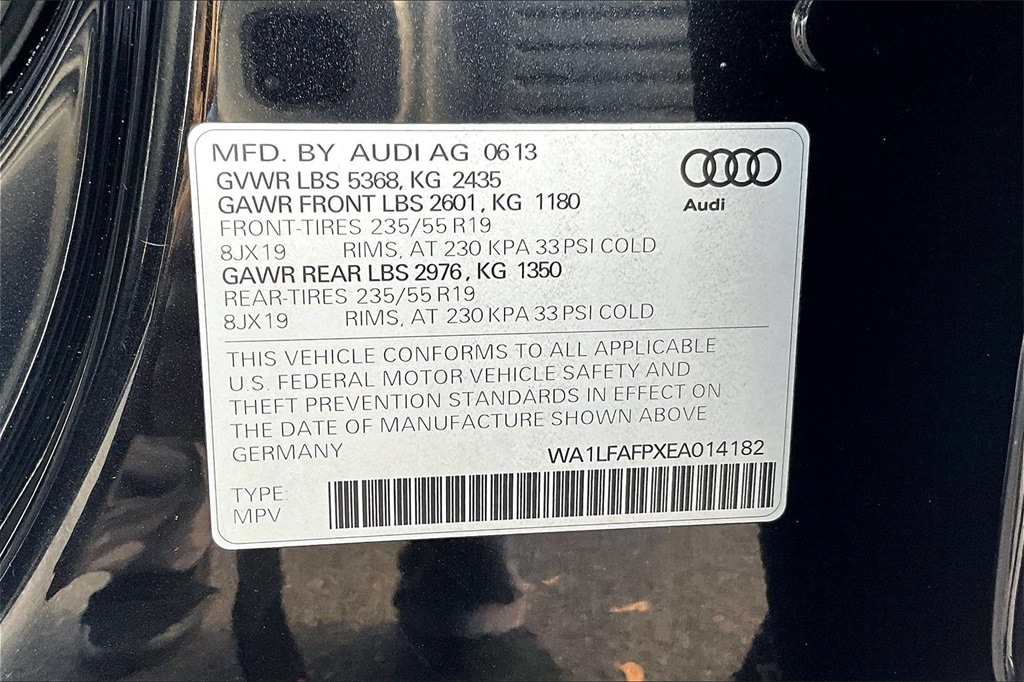 MFD. BY AUDI AG 0613
GVWR LBS 5368, KG 2435
GAWR FRONT LBS 2601, KG 1180
FRONT-TIRES 235/55 R19
8JX19 RIMS, AT 230 KPA 33 PSI COLD
GAWR REAR LBS 2976, KG 1350
REAR-TIRES 235/55 R19
8JX19 RIMS, AT 230 KPA 33 PSI COLD
Audi
THIS VEHICLE CONFORMS TO ALL APPLICABLE
U.S. FEDERAL MOTOR VEHICLE SAFETY AND
THEFT PREVENTION STANDARDS IN EFFECT ON
THE DATE OF MANUFACTURE SHOWN ABOVE
GERMANY WA1LFAFPXEA014182
TYPE:
MPV